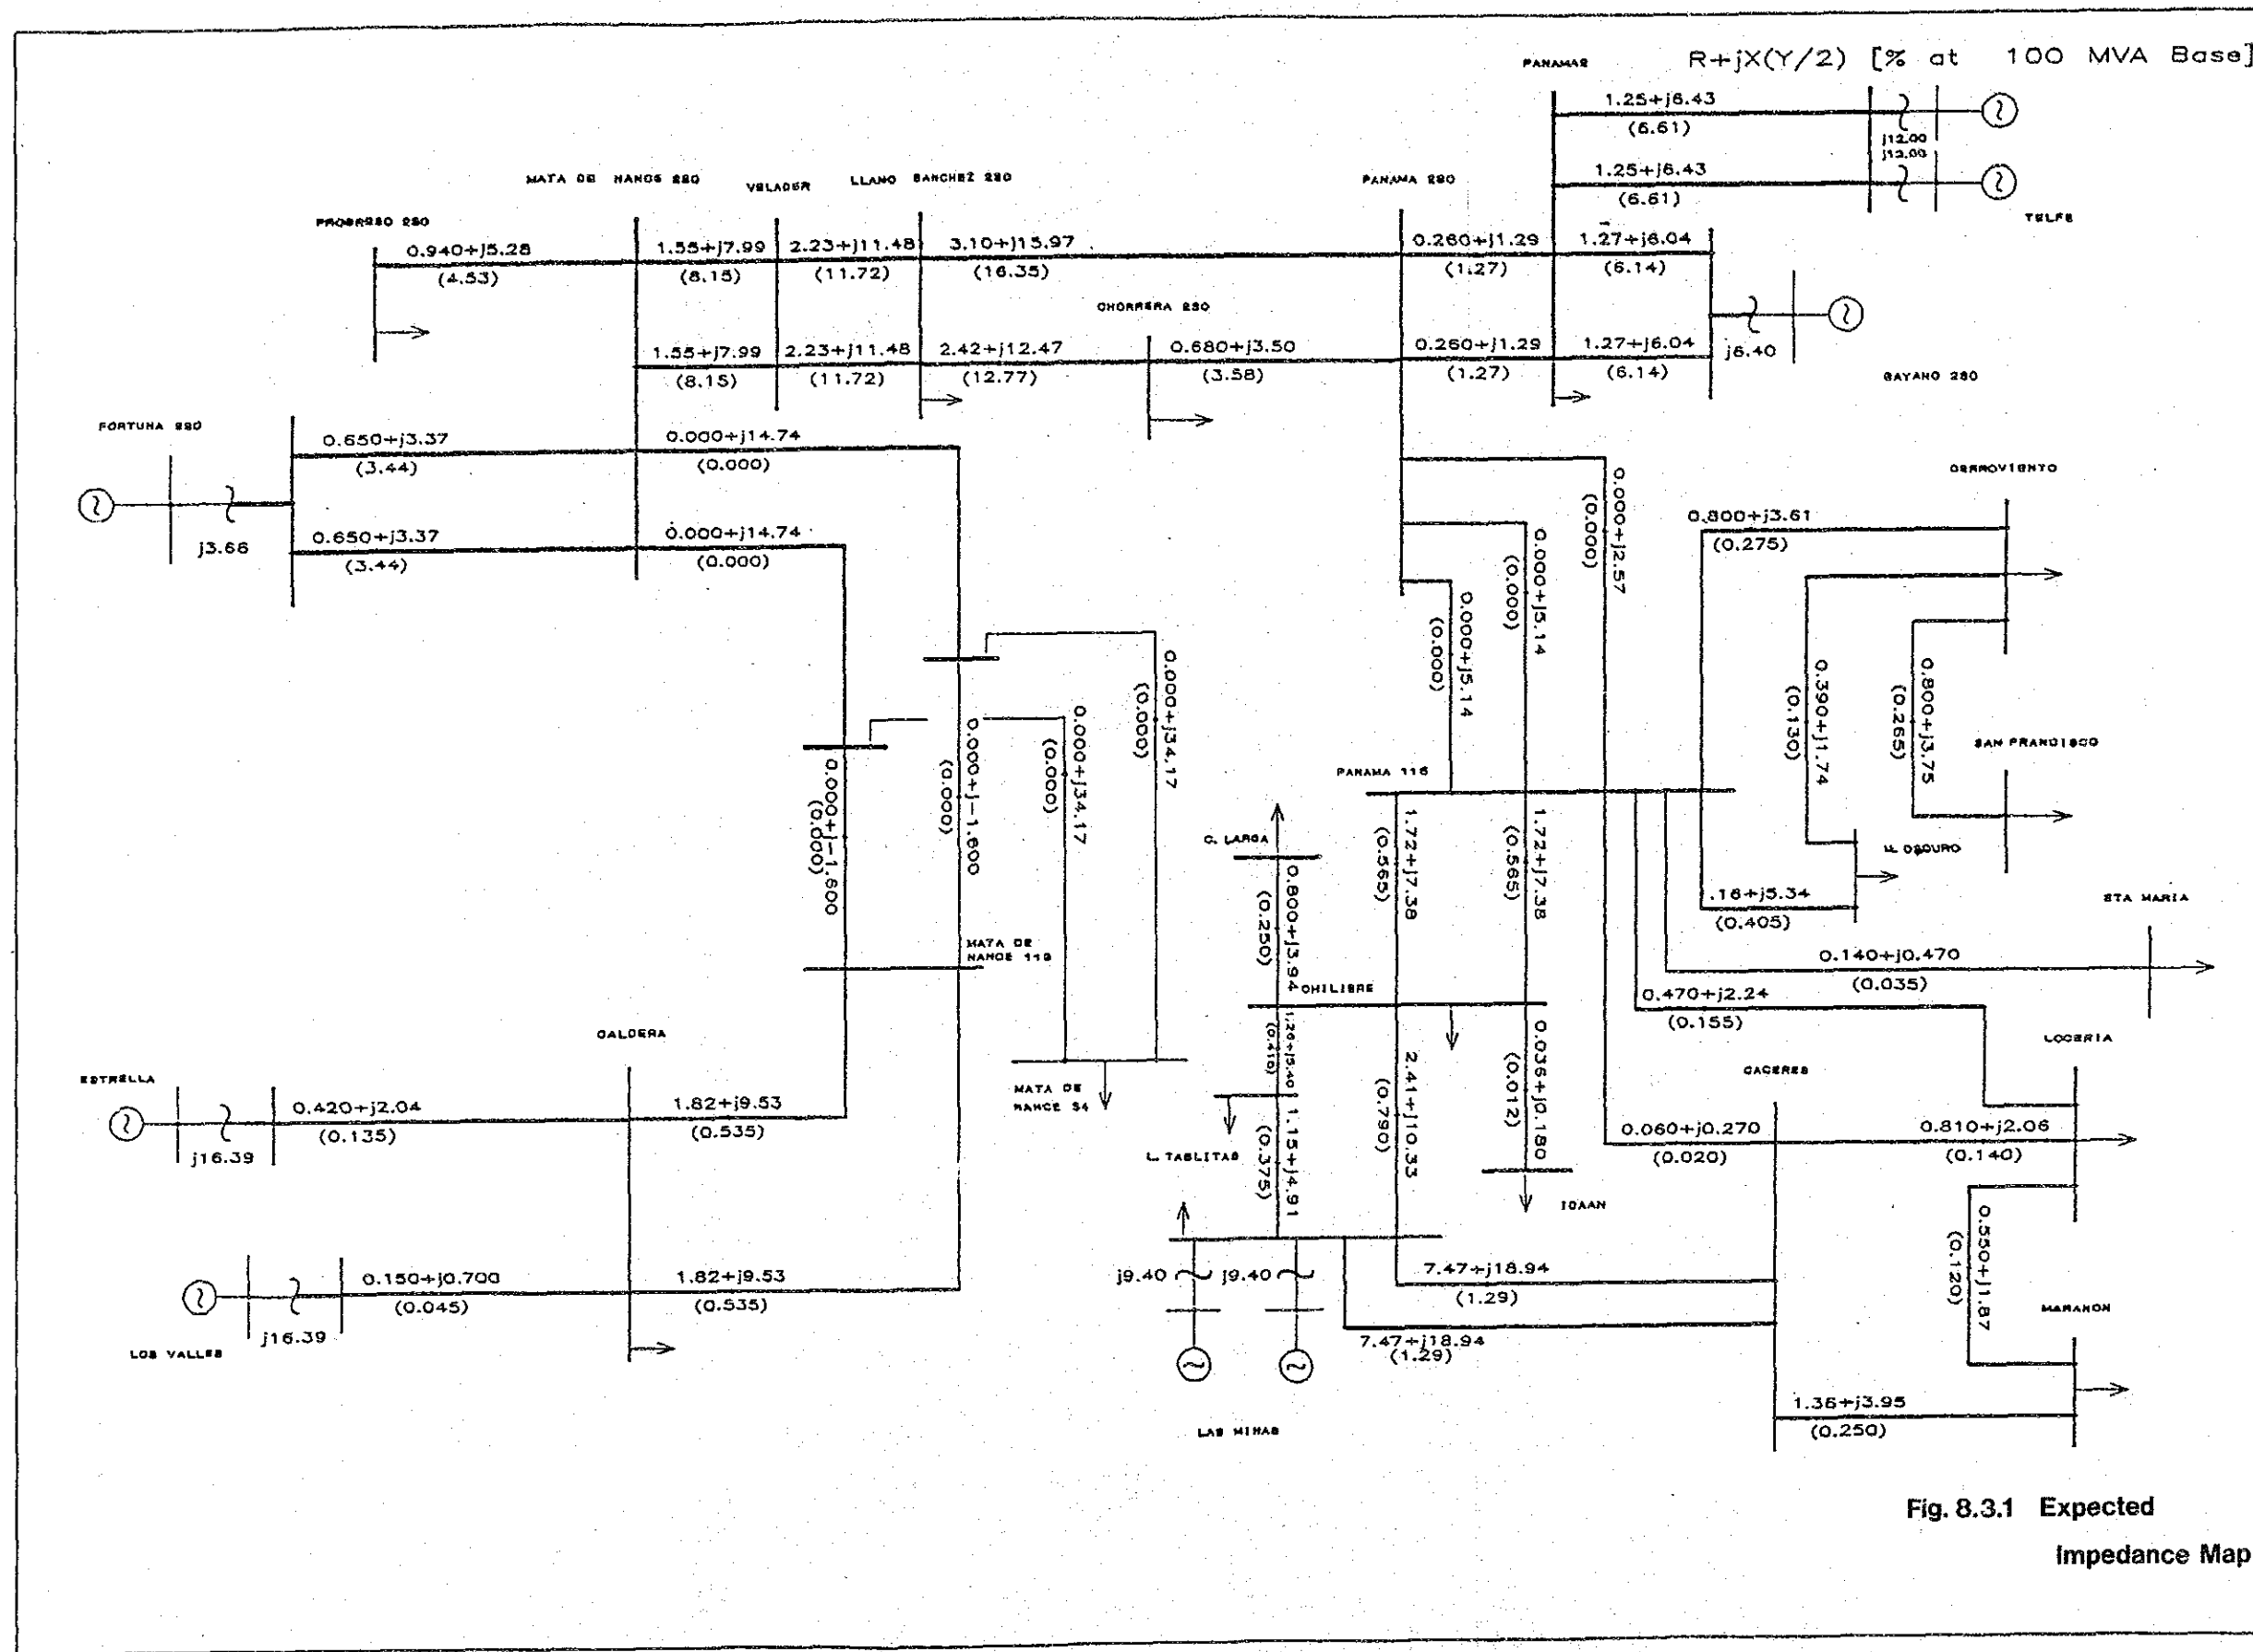 R+jX(Y/2) [% at 100 MVA Base]
PANAMA2
1.25+j6.43
(6.61)
j12.00
j12.00
1.25+j6.43
(6.61)
TELFE
MATA DE NANCE 230
VELADER
LLANO SANCHEZ 230
PANAMA 230
PROGRESO 230
0.940+j5.28
(4.53)
1.55+j7.99
(8.15)
2.23+j11.48
(11.72)
3.10+j15.97
(16.35)
0.260+j1.29
(1.27)
1.27+j6.04
(6.14)
CHORRERA 230
1.55+j7.99
(8.15)
2.23+j11.48
(11.72)
2.42+j12.47
(12.77)
0.680+j3.50
(3.58)
0.260+j1.29
(1.27)
1.27+j6.04
(6.14)
j6.40
BAYANO 230
FORTUNA 230
j3.66
0.650+j3.37
(3.44)
0.000+j14.74
(0.000)
0.650+j3.37
(3.44)
0.000+j14.74
(0.000)
0.000+j34.17
(0.000)
0.000+j34.17
(0.000)
0.000+j-1.600
(0.000)
0.000+j-1.600
(0.000)
MATA DE
NANCE 115
MATA DE
NANCE 34
CALDERA
ESTRELLA
j16.39
0.420+j2.04
(0.135)
1.82+j9.53
(0.535)
LOS VALLES
j16.39
0.150+j0.700
(0.045)
1.82+j9.53
(0.535)
0.000+j2.57
(0.000)
0.000+j5.14
(0.000)
0.000+j5.14
(0.000)
PANAMA 115
CERROVIENTO
0.800+j3.61
(0.275)
0.390+j1.74
(0.130)
0.800+j3.75
(0.265)
SAN FRANCISCO
M. OSCURO
.16+j5.34
(0.405)
STA MARIA
0.140+j0.470
(0.035)
0.470+j2.24
(0.155)
LOCERIA
CACERES
0.060+j0.270
(0.020)
0.810+j2.06
(0.140)
0.550+j1.87
(0.120)
MARANON
1.36+j3.95
(0.250)
C. LARGA
0.800+j3.94
(0.250)
1.72+j7.38
(0.565)
1.72+j7.38
(0.565)
CHILIBRE
1.26+j5.40
(0.410)
L. TABLITAS
1.15+j4.91
(0.375)
2.41+j10.33
(0.790)
0.036+j0.180
(0.012)
IDAAN
j9.40
j9.40
7.47+j18.94
(1.29)
7.47+j18.94
(1.29)
LAS MINAS
Fig. 8.3.1 Expected
Impedance Map